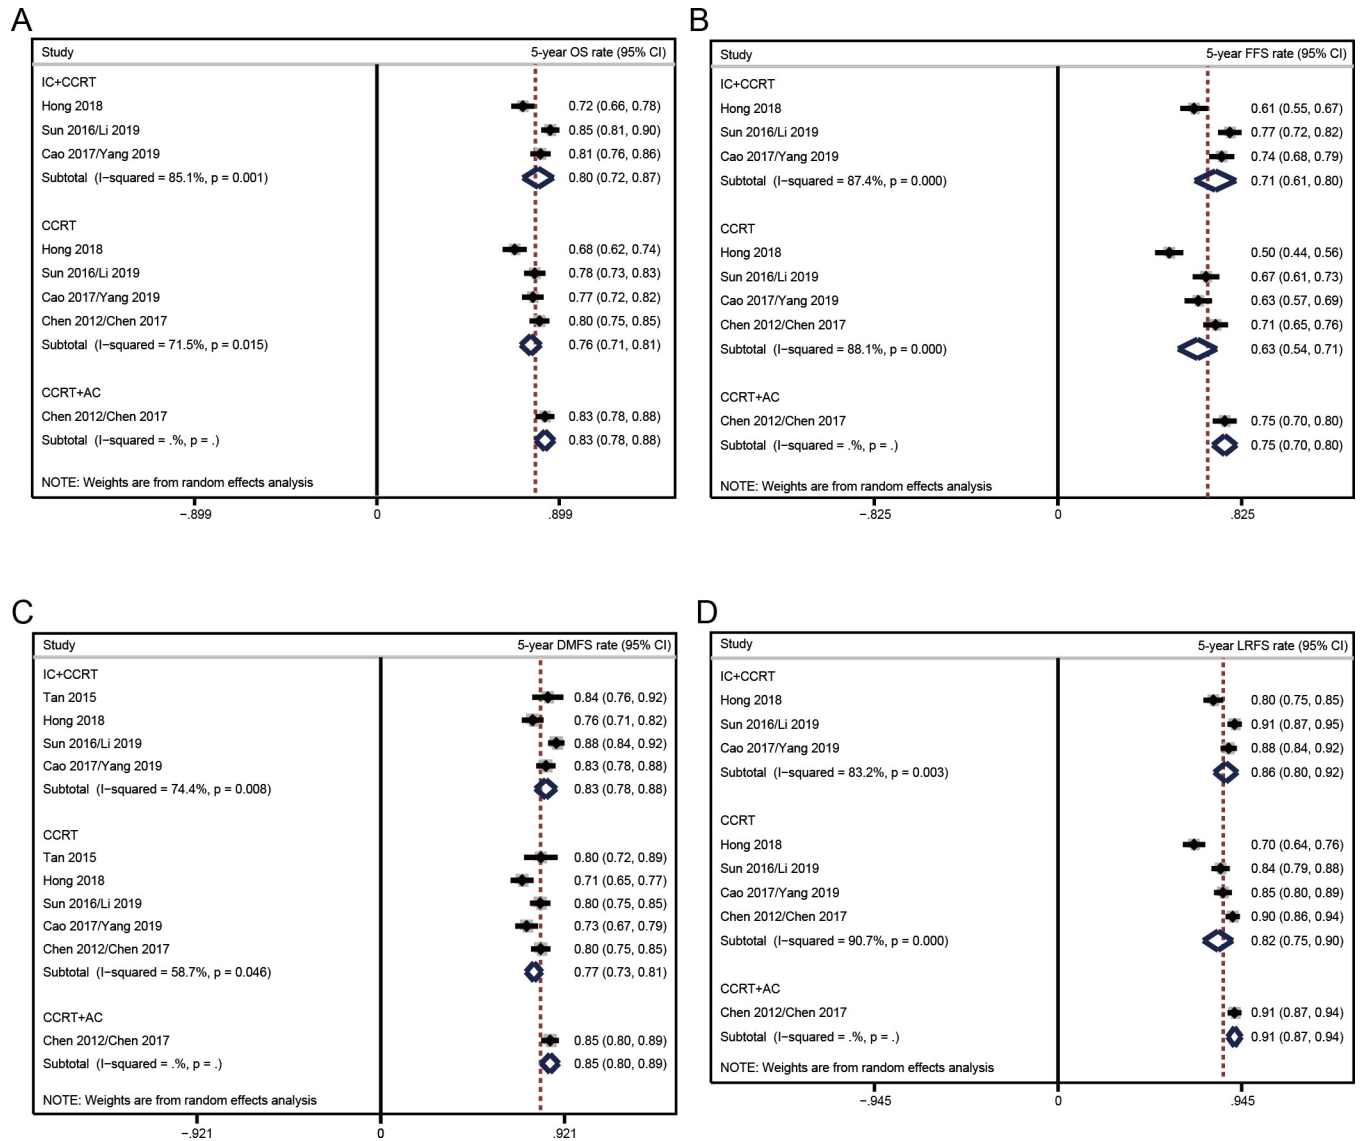 A
Study 5-year OS rate (95% CI)
IC+CCRT
Hong 2018 0.72 (0.66, 0.78)
Sun 2016/Li 2019 0.85 (0.81, 0.90)
Cao 2017/Yang 2019 0.81 (0.76, 0.86)
Subtotal (I−squared = 85.1%, p = 0.001) 0.80 (0.72, 0.87)
CCRT
Hong 2018 0.68 (0.62, 0.74)
Sun 2016/Li 2019 0.78 (0.73, 0.83)
Cao 2017/Yang 2019 0.77 (0.72, 0.82)
Chen 2012/Chen 2017 0.80 (0.75, 0.85)
Subtotal (I−squared = 71.5%, p = 0.015) 0.76 (0.71, 0.81)
CCRT+AC
Chen 2012/Chen 2017 0.83 (0.78, 0.88)
Subtotal (I−squared = .%, p = .) 0.83 (0.78, 0.88)
NOTE: Weights are from random effects analysis
−.899 0 .899
B
Study 5-year FFS rate (95% CI)
IC+CCRT
Hong 2018 0.61 (0.55, 0.67)
Sun 2016/Li 2019 0.77 (0.72, 0.82)
Cao 2017/Yang 2019 0.74 (0.68, 0.79)
Subtotal (I−squared = 87.4%, p = 0.000) 0.71 (0.61, 0.80)
CCRT
Hong 2018 0.50 (0.44, 0.56)
Sun 2016/Li 2019 0.67 (0.61, 0.73)
Cao 2017/Yang 2019 0.63 (0.57, 0.69)
Chen 2012/Chen 2017 0.71 (0.65, 0.76)
Subtotal (I−squared = 88.1%, p = 0.000) 0.63 (0.54, 0.71)
CCRT+AC
Chen 2012/Chen 2017 0.75 (0.70, 0.80)
Subtotal (I−squared = .%, p = .) 0.75 (0.70, 0.80)
NOTE: Weights are from random effects analysis
−.825 0 .825
C
Study 5-year DMFS rate (95% CI)
IC+CCRT
Tan 2015 0.84 (0.76, 0.92)
Hong 2018 0.76 (0.71, 0.82)
Sun 2016/Li 2019 0.88 (0.84, 0.92)
Cao 2017/Yang 2019 0.83 (0.78, 0.88)
Subtotal (I−squared = 74.4%, p = 0.008) 0.83 (0.78, 0.88)
CCRT
Tan 2015 0.80 (0.72, 0.89)
Hong 2018 0.71 (0.65, 0.77)
Sun 2016/Li 2019 0.80 (0.75, 0.85)
Cao 2017/Yang 2019 0.73 (0.67, 0.79)
Chen 2012/Chen 2017 0.80 (0.75, 0.85)
Subtotal (I−squared = 58.7%, p = 0.046) 0.77 (0.73, 0.81)
CCRT+AC
Chen 2012/Chen 2017 0.85 (0.80, 0.89)
Subtotal (I−squared = .%, p = .) 0.85 (0.80, 0.89)
NOTE: Weights are from random effects analysis
−.921 0 .921
D
Study 5-year LRFS rate (95% CI)
IC+CCRT
Hong 2018 0.80 (0.75, 0.85)
Sun 2016/Li 2019 0.91 (0.87, 0.95)
Cao 2017/Yang 2019 0.88 (0.84, 0.92)
Subtotal (I−squared = 83.2%, p = 0.003) 0.86 (0.80, 0.92)
CCRT
Hong 2018 0.70 (0.64, 0.76)
Sun 2016/Li 2019 0.84 (0.79, 0.88)
Cao 2017/Yang 2019 0.85 (0.80, 0.89)
Chen 2012/Chen 2017 0.90 (0.86, 0.94)
Subtotal (I−squared = 90.7%, p = 0.000) 0.82 (0.75, 0.90)
CCRT+AC
Chen 2012/Chen 2017 0.91 (0.87, 0.94)
Subtotal (I−squared = .%, p = .) 0.91 (0.87, 0.94)
NOTE: Weights are from random effects analysis
−.945 0 .945